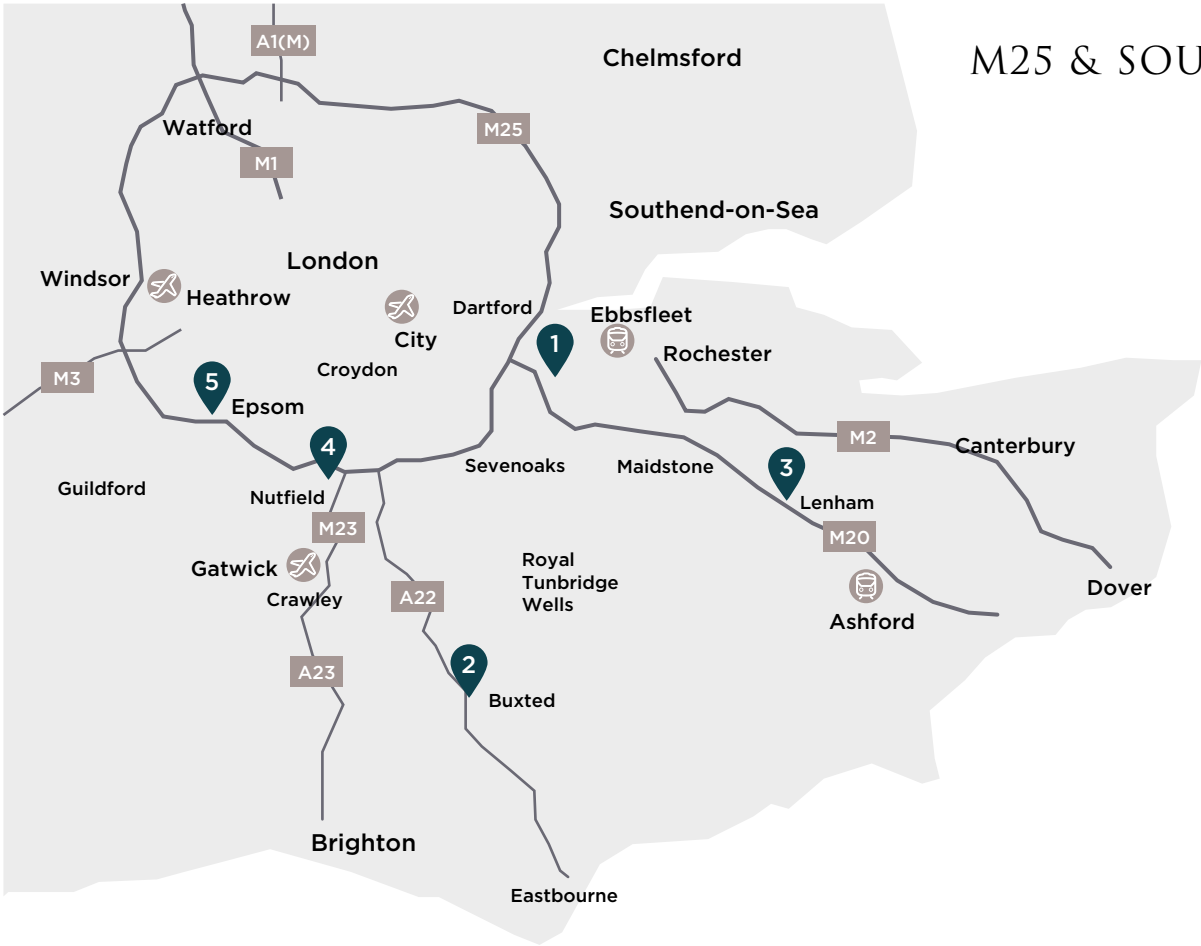 A1(M)
Chelmsford
M25 & SOU
Watford
M25
M1
Southend-on-Sea
London
Windsor
Heathrow
Dartford
Ebbsfleet
City
1
Rochester
Croydon
M3
5
Epsom
4
M2
Canterbury
Sevenoaks
Maidstone
3
Guildford
Nutfield
Lenham
M23
M20
Gatwick
Royal
Tunbridge
Wells
Crawley
A22
Dover
Ashford
A23
2
Buxted
Brighton
Eastbourne